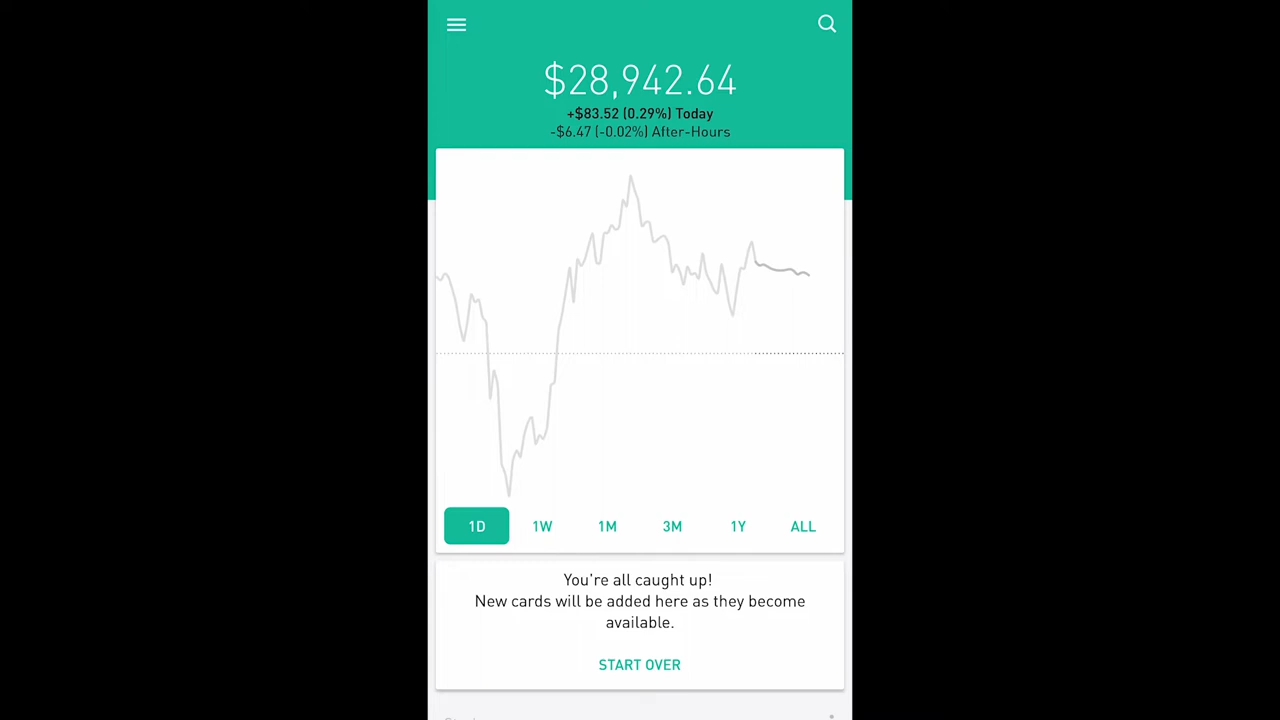 $28,942.64
+$83.52 (0.29%) Today
-$6.47 (-0.02%) After-Hours
1D 1W 1M 3M 1Y ALL
You're all caught up!
New cards will be added here as they become
available.
START OVER